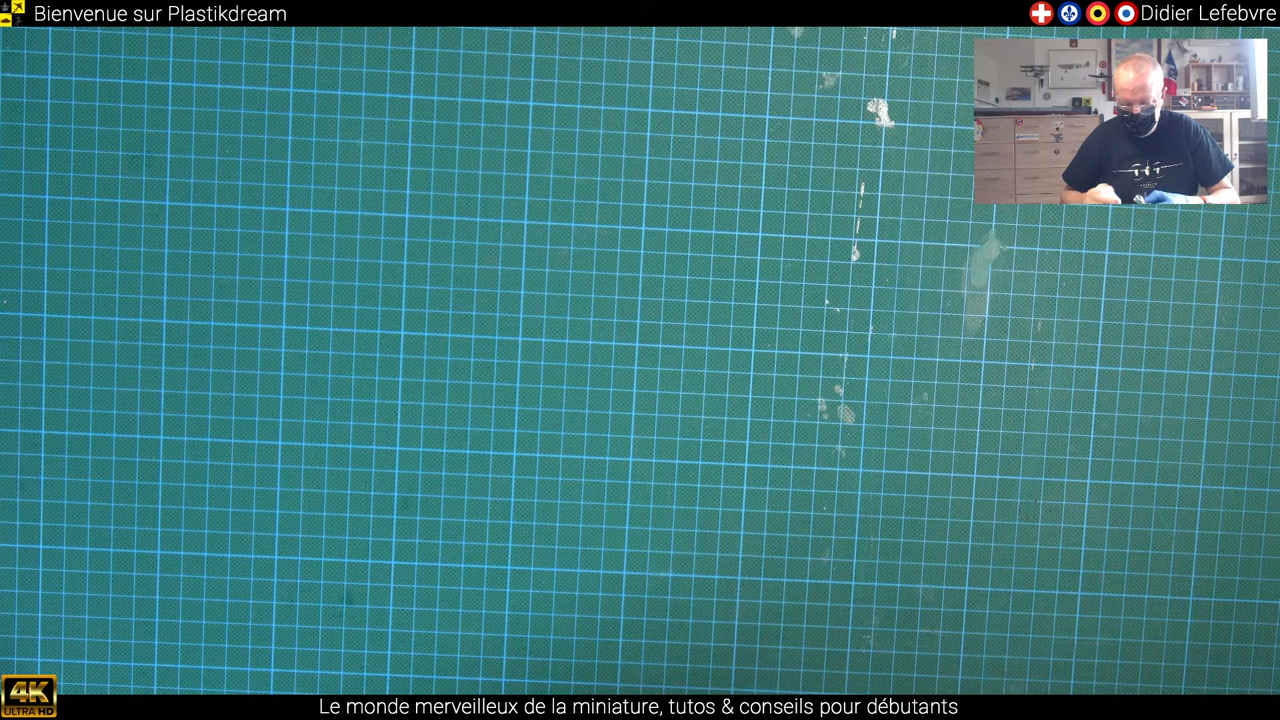 Bienvenue sur Plastikdream
Didier Lefebvre
4K
ULTRA HD
Le monde merveilleux de la miniature, tutos & conseils pour débutants